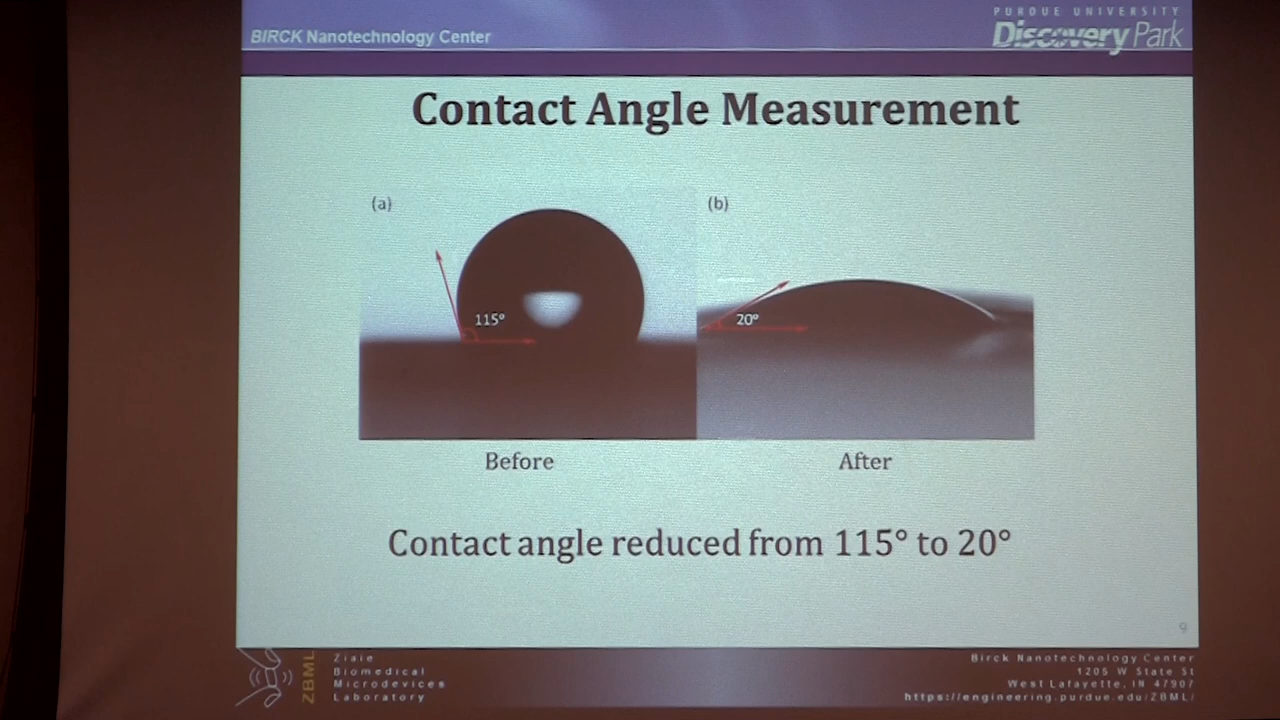 BIRCK Nanotechnology Center
PURDUE UNIVERSITY
Discovery Park
Contact Angle Measurement
(a)
(b)
115°
20°
Before
After
Contact angle reduced from 115° to 20°
9
ZBML
Ziaie
Biomedical
Microdevices
Laboratory
Birck Nanotechnology Center
1205 W State St
West Lafayette, IN 47907
https://engineering.purdue.edu/ZBML/